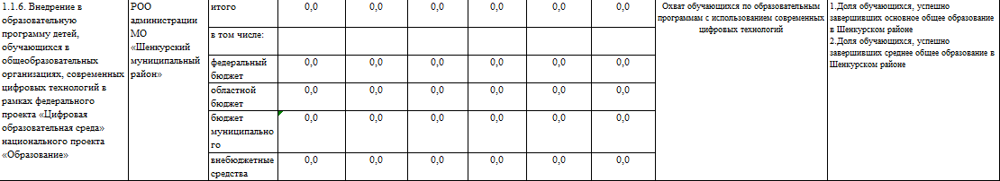 1.1.6. Внедрение в
образовательную
программу детей,
обучающихся в
общеобразовательных
организациях, современных
цифровых технологий в
рамках федерального
проекта «Цифровая
образовательная среда»
национального проекта
«Образование»
РОО
администрации
МО
«Шенкурский
муниципальный
район»
итого 0,0 0,0 0,0 0,0 0,0 0,0
в том числе:
федеральный
бюджет 0,0 0,0 0,0 0,0 0,0 0,0
областной
бюджет 0,0 0,0 0,0 0,0 0,0 0,0
бюджет
муниципально
го 0,0 0,0 0,0 0,0 0,0 0,0
внебюджетные
средства 0,0 0,0 0,0 0,0 0,0 0,0
Охват обучающихся по образовательным
программам с использованием современных
цифровых технологий
1.Доля обучающихся, успешно
завершивших основное общее образование
в Шенкурском районе
2.Доля обучающихся, успешно
завершивших среднее общее образование в
Шенкурском районе